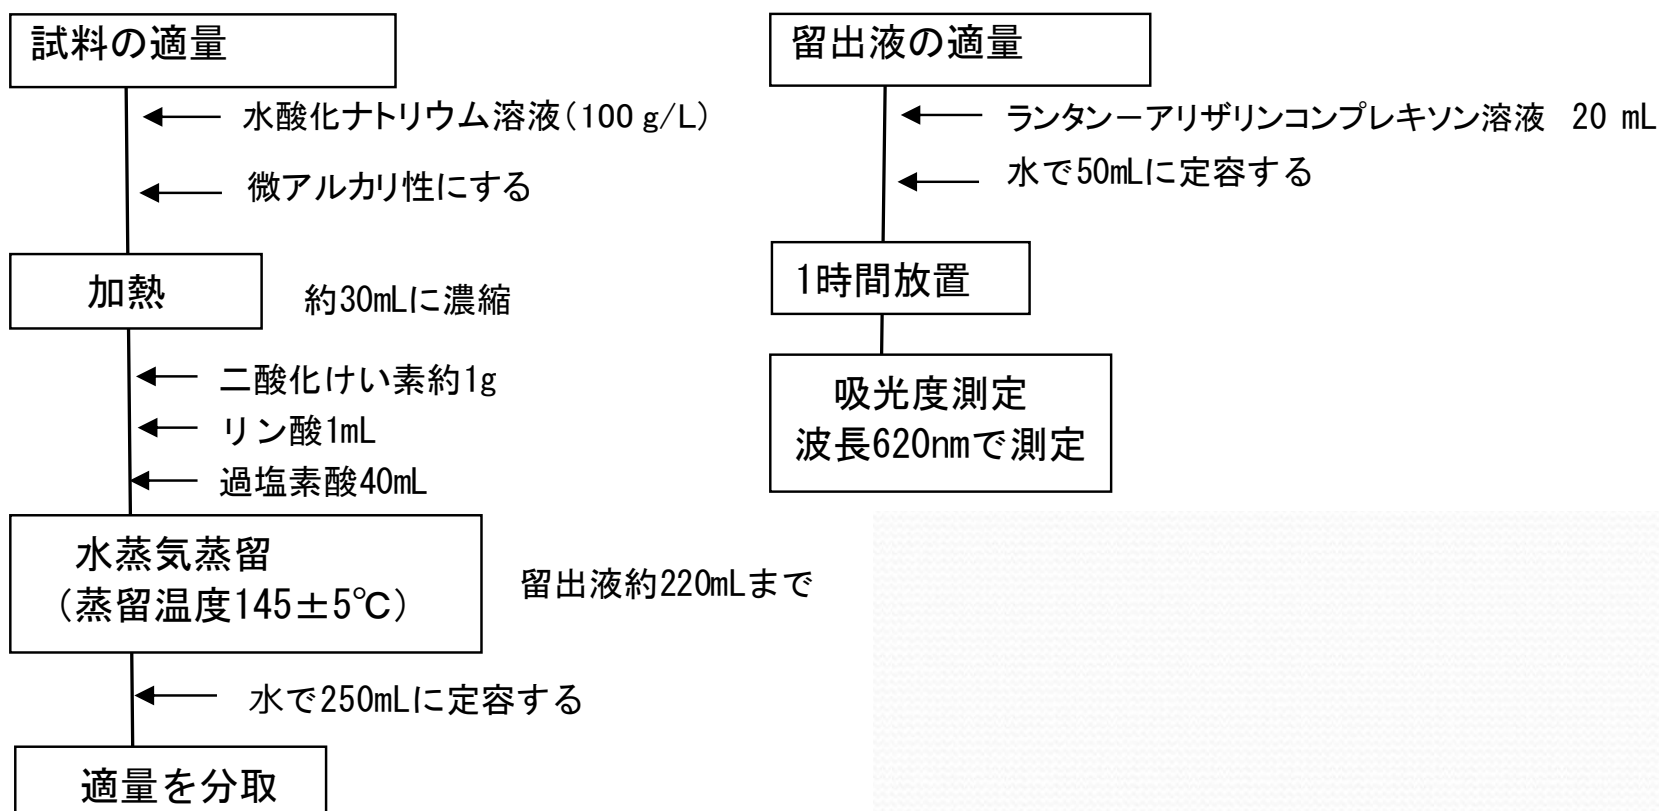 試料の適量
水酸化ナトリウム溶液(100 g/L)
微アルカリ性にする
加熱
約30mLに濃縮
二酸化けい素約1g
リン酸1mL
過塩素酸40mL
水蒸気蒸留
(蒸留温度145±5℃)
留出液約220mLまで
水で250mLに定容する
適量を分取
留出液の適量
ランタン－アリザリンコンプレキソン溶液 20 mL
水で50mLに定容する
1時間放置
吸光度測定
波長620nmで測定